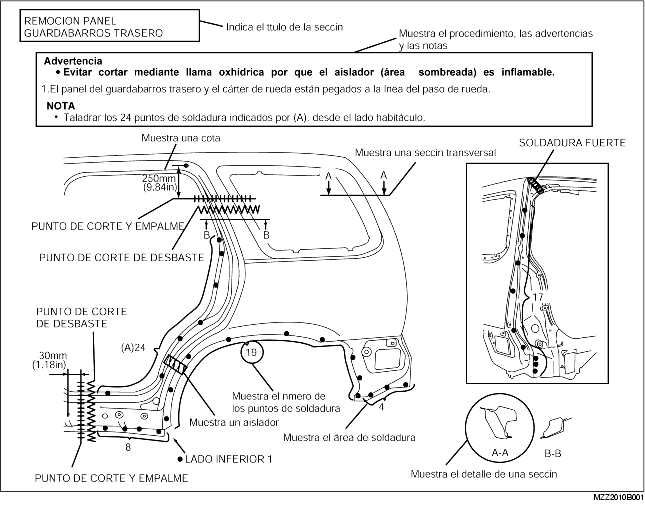 REMOCION PANEL
GUARDABARROS TRASERO
Indica el ttulo de la seccin
Muestra el procedimiento, las advertencias
y las notas
Advertencia
• Evitar cortar mediante llama oxhídrica por que el aislador (área sombreada) es inflamable.
1.El panel del guardabarros trasero y el cárter de rueda están pegados a la lnea del paso de rueda.
NOTA
• Taladrar los 24 puntos de soldadura indicados por (A), desde el lado habitáculo.
Muestra una cota
Muestra una seccin transversal
SOLDADURA FUERTE
250mm
(9.84in)
A
A
PUNTO DE CORTE Y EMPALME
B
B
PUNTO DE CORTE DE DESBASTE
PUNTO DE CORTE
DE DESBASTE
17
(A)24
30mm
(1.18in)
19
Muestra el nmero de
los puntos de soldadura
4
Muestra un aislador
Muestra el área de soldadura
8
● LADO INFERIOR 1
A-A
B-B
Muestra el detalle de una seccin
PUNTO DE CORTE Y EMPALME
MZZ2010B001